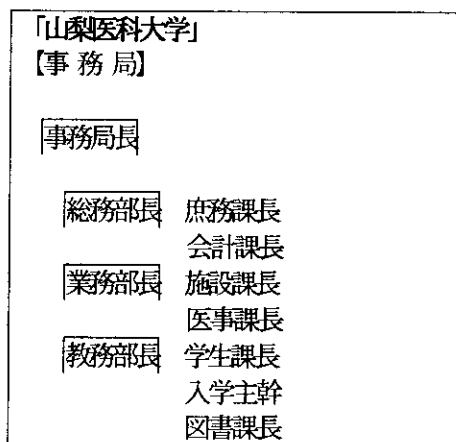 「山梨医科大学」
【事務局】
事務局長
総務部長 庶務課長
会計課長
業務部長 施設課長
医事課長
教務部長 学生課長
入学主幹
図書課長